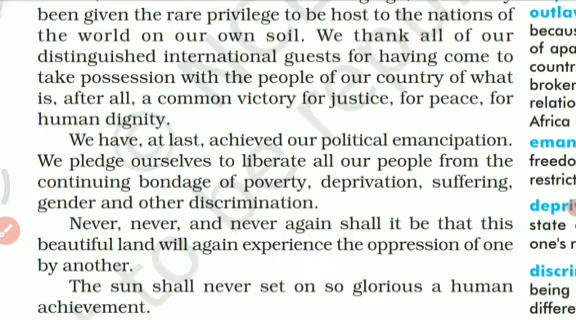 been given the rare privilege to be host to the nations of
the world on our own soil. We thank all of our
distinguished international guests for having come to
take possession with the people of our country of what
is, after all, a common victory for justice, for peace, for
human dignity.
We have, at last, achieved our political emancipation.
We pledge ourselves to liberate all our people from the
continuing bondage of poverty, deprivation, suffering,
gender and other discrimination.
Never, never, and never again shall it be that this
beautiful land will again experience the oppression of one
by another.
The sun shall never set on so glorious a human
achievement.
outla
becaus
of apa
countr
broker
relatio
Africa
eman
freedo
restrict
depri
state
one's r
discri
being
differe